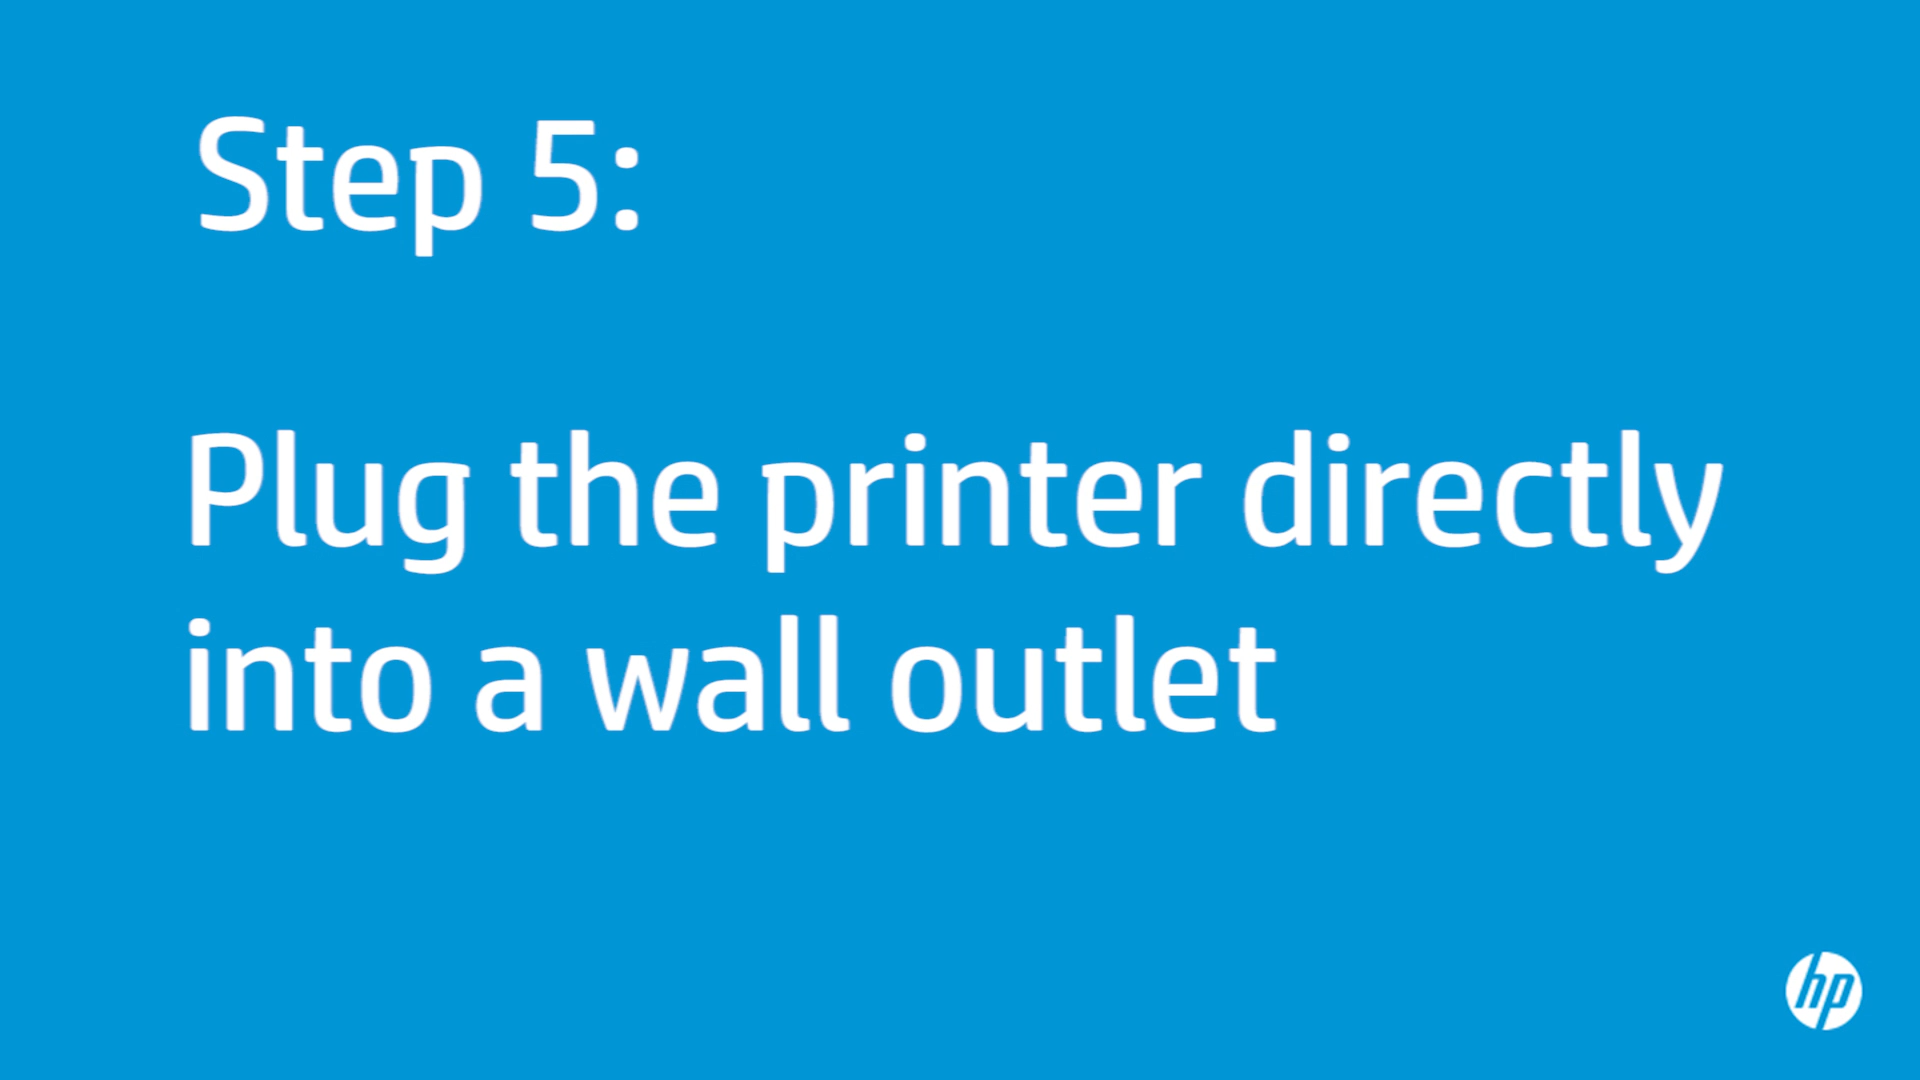 Step 5:
Plug the printer directly
into a wall outlet
hp